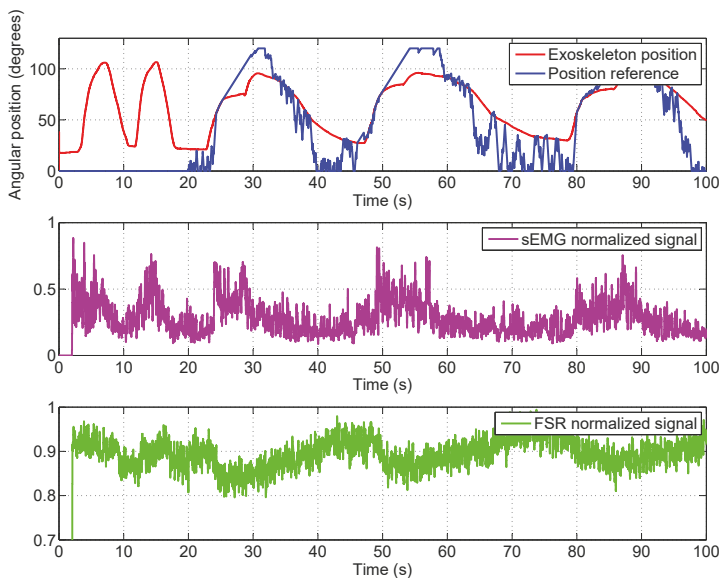 Angular position (degrees)
100
50
0
Exoskeleton position
Position reference
0 10 20 30 40 50 60 70 80 90 100
Time (s)
1
0.5
0
sEMG normalized signal
0 10 20 30 40 50 60 70 80 90 100
Time (s)
1
0.9
0.8
0.7
FSR normalized signal
0 10 20 30 40 50 60 70 80 90 100
Time (s)